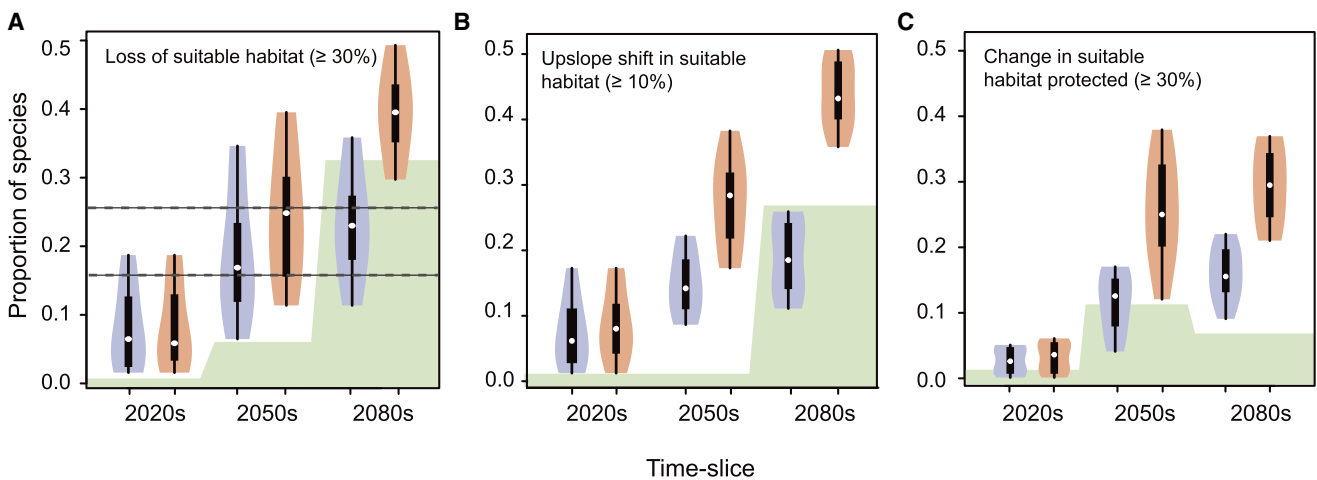 A
B
C
Proportion of species
Loss of suitable habitat (≥ 30%)
0.5
0.4
0.3
0.2
0.1
0.0
2020s 2050s 2080s
Upslope shift in suitable
habitat (≥ 10%)
0.5
0.4
0.3
0.2
0.1
0.0
2020s 2050s 2080s
Change in suitable
habitat protected (≥ 30%)
0.5
0.4
0.3
0.2
0.1
0.0
2020s 2050s 2080s
Time-slice